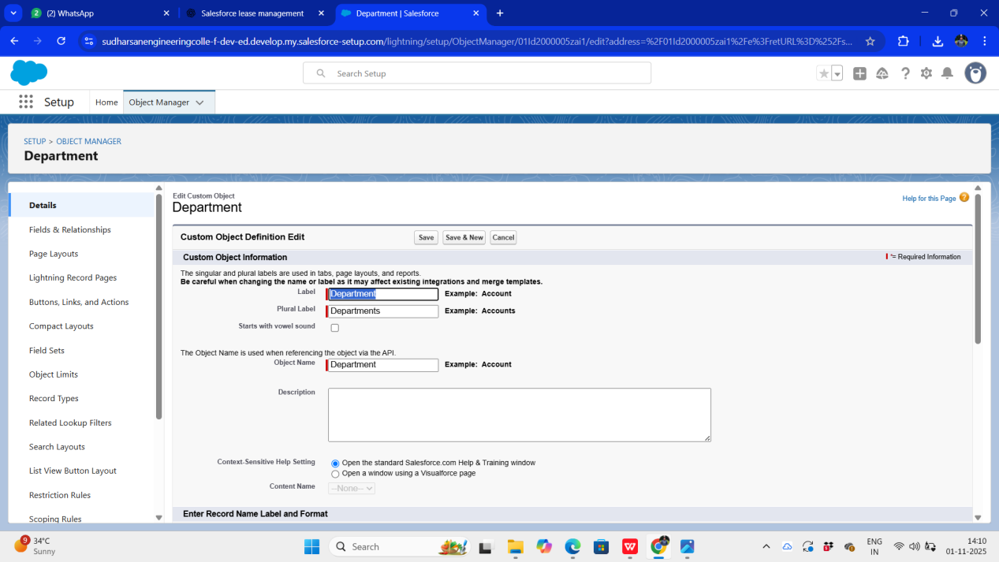 2 (2) WhatsApp
Salesforce lease management
Department | Salesforce
sudharsanengineeringcolle-f-dev-ed.develop.my.salesforce-setup.com/lightning/setup/ObjectManager/01Id2000005zai1/edit?address=%2F01Id2000005zai1%2Fe%3FretURL%3D%252Fs...
Search Setup
Setup
Home
Object Manager
SETUP > OBJECT MANAGER
Department
Details
Fields & Relationships
Page Layouts
Lightning Record Pages
Buttons, Links, and Actions
Compact Layouts
Field Sets
Object Limits
Record Types
Related Lookup Filters
Search Layouts
List View Button Layout
Restriction Rules
Scoping Rules
Edit Custom Object
Department
Help for this Page ?
Custom Object Definition Edit
Save
Save & New
Cancel
Custom Object Information
= Required Information
The singular and plural labels are used in tabs, page layouts, and reports.
Be careful when changing the name or label as it may affect existing integrations and merge templates.
Label Department Example: Account
Plural Label Departments Example: Accounts
Starts with vowel sound
The Object Name is used when referencing the object via the API.
Object Name Department Example: Account
Description
Context-Sensitive Help Setting Open the standard Salesforce.com Help & Training window
Open a window using a Visualforce page
Content Name --None--
Enter Record Name Label and Format
9
34°C
Sunny
Search
ENG
IN
14:10
01-11-2025